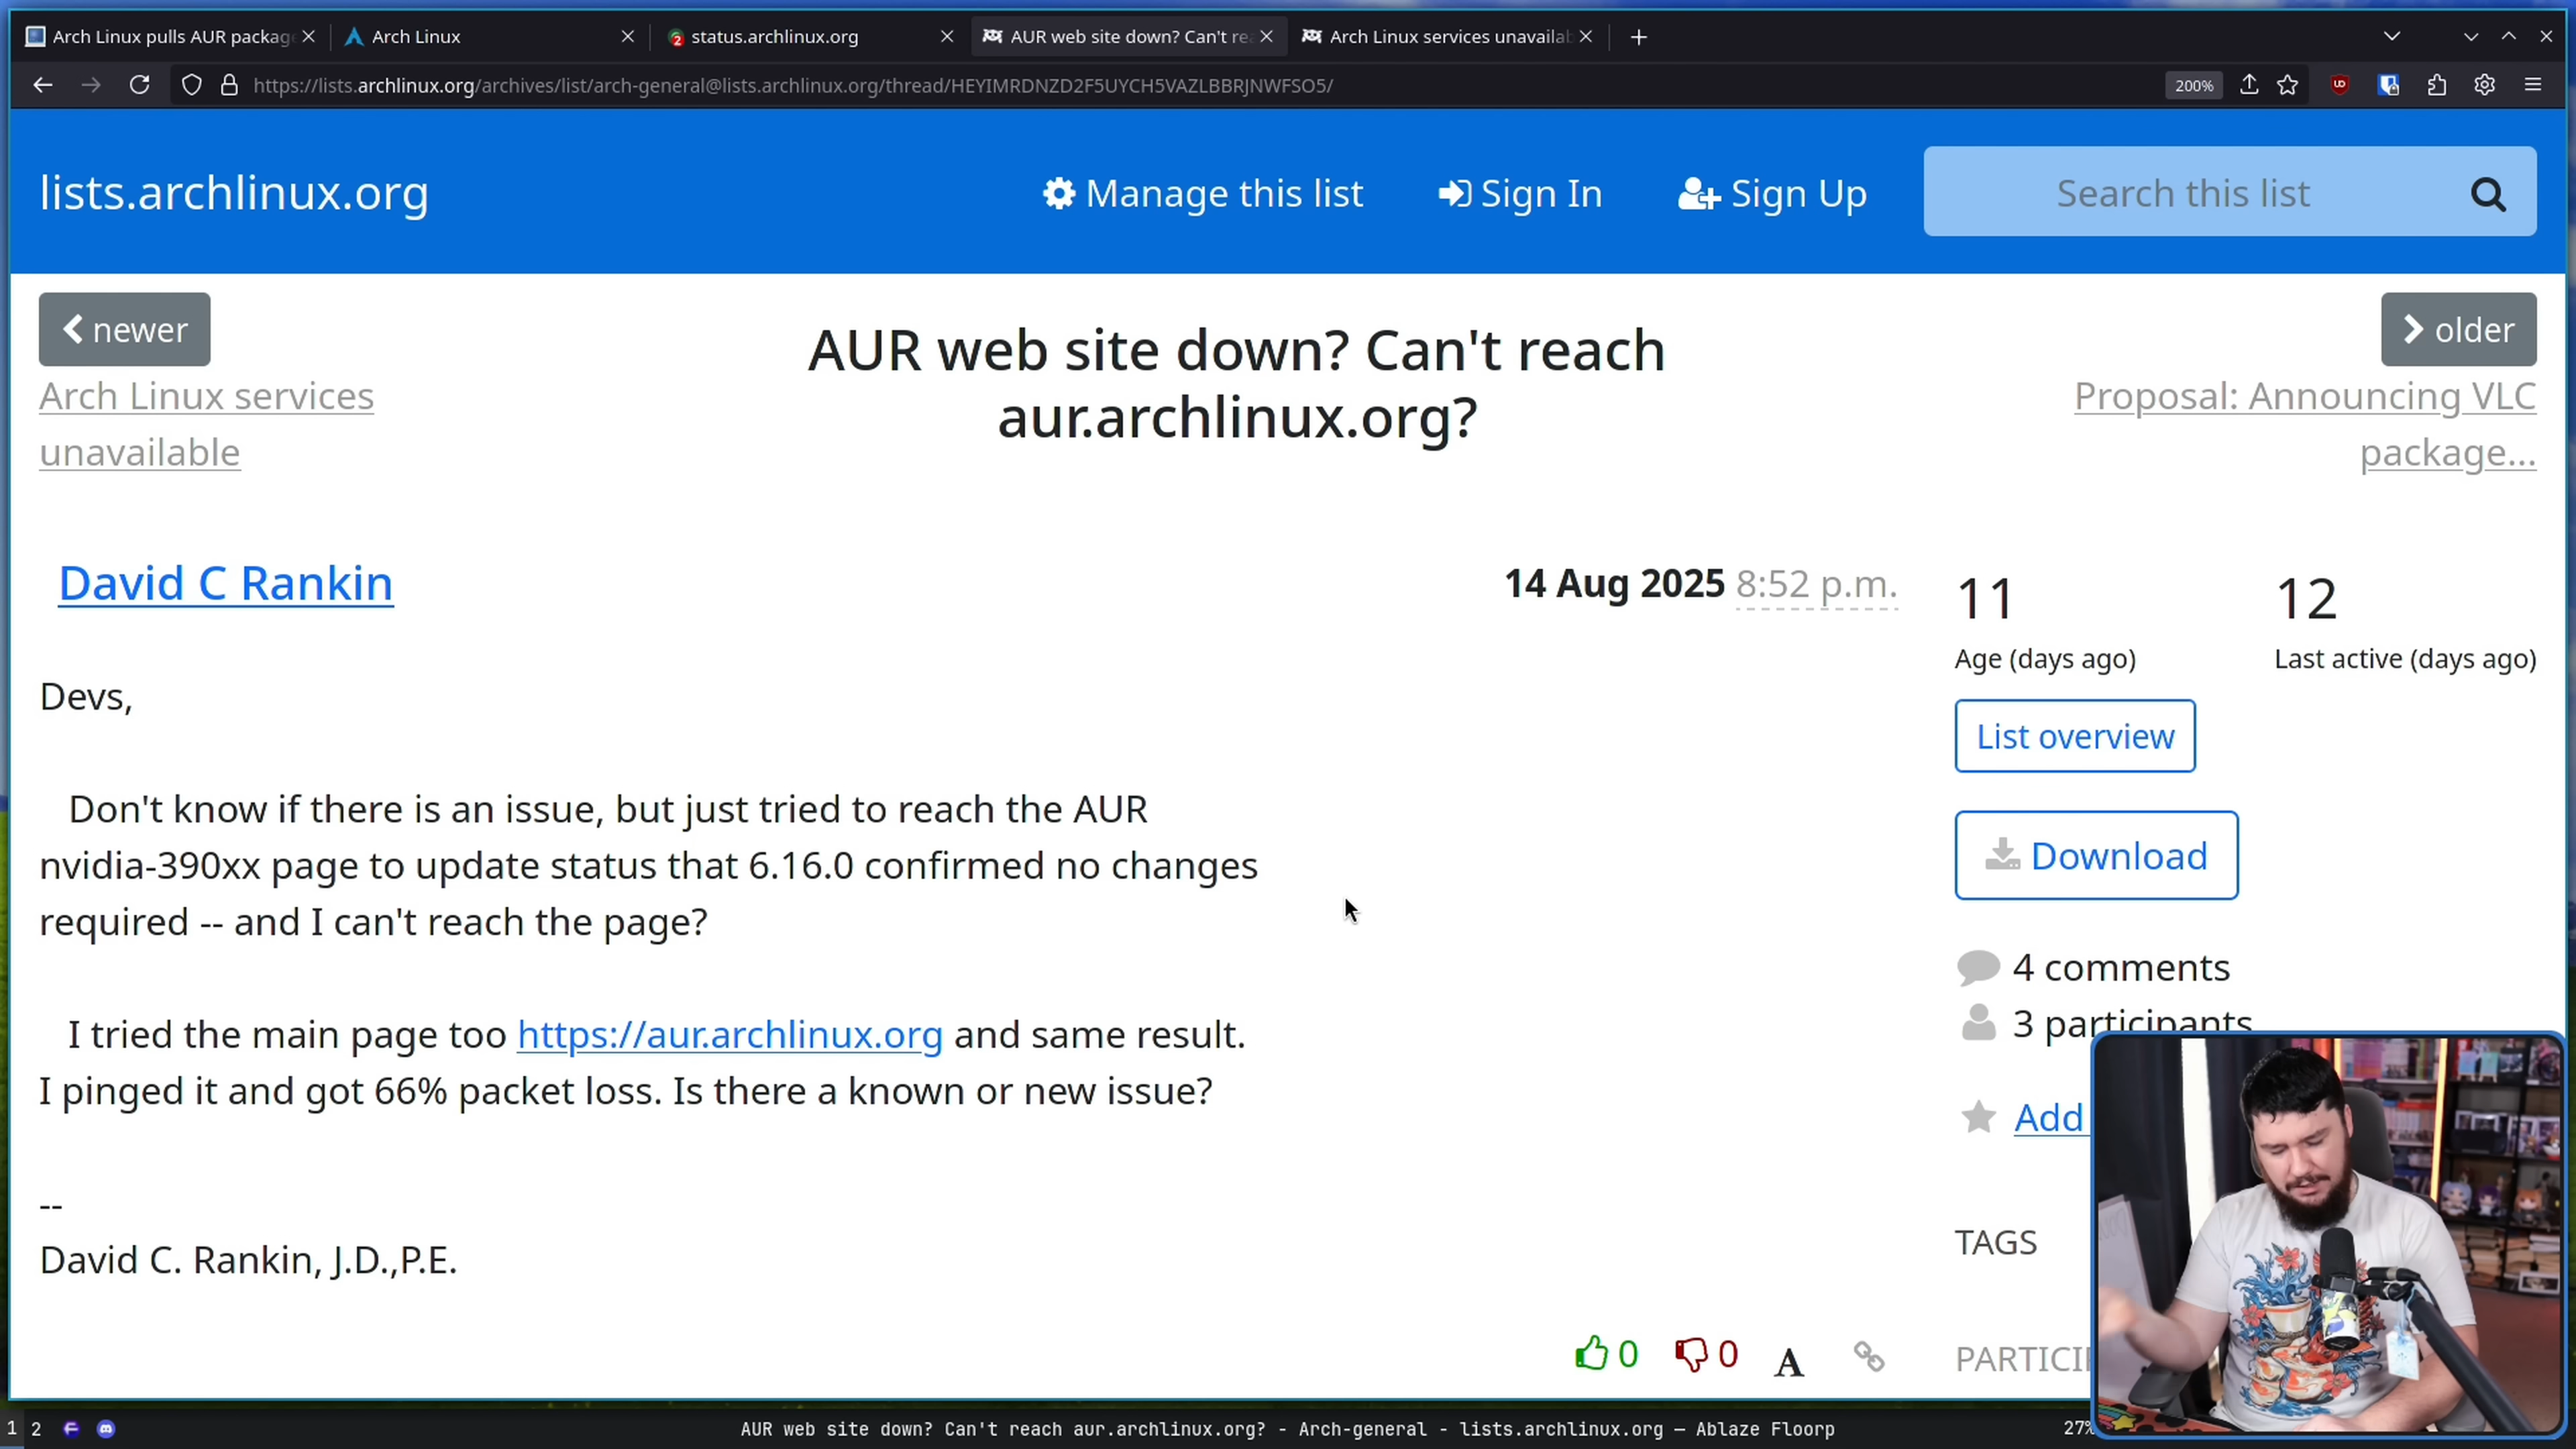 Arch Linux pulls AUR packag
Arch Linux
status.archlinux.org
AUR web site down? Can't re
Arch Linux services unavailab
https://lists.archlinux.org/archives/list/arch-general@lists.archlinux.org/thread/HEYIMRDNZD2F5UYCH5VAZLBBRJNWFSO5/
200%
lists.archlinux.org
Manage this list
Sign In
Sign Up
Search this list
newer
older
Arch Linux services
unavailable
AUR web site down? Can't reach
aur.archlinux.org?
Proposal: Announcing VLC
package...
David C Rankin
14 Aug 2025 8:52 p.m.
11
Age (days ago)
12
Last active (days ago)
Devs,
Don't know if there is an issue, but just tried to reach the AUR
nvidia-390xx page to update status that 6.16.0 confirmed no changes
required -- and I can't reach the page?
I tried the main page too https://aur.archlinux.org and same result.
I pinged it and got 66% packet loss. Is there a known or new issue?
--
David C. Rankin, J.D.,P.E.
List overview
Download
4 comments
3 participants
Add
TAGS
PARTICI
0
0
A
1 2
AUR web site down? Can't reach aur.archlinux.org? - Arch-general - lists.archlinux.org — Ablaze Floorp
27%